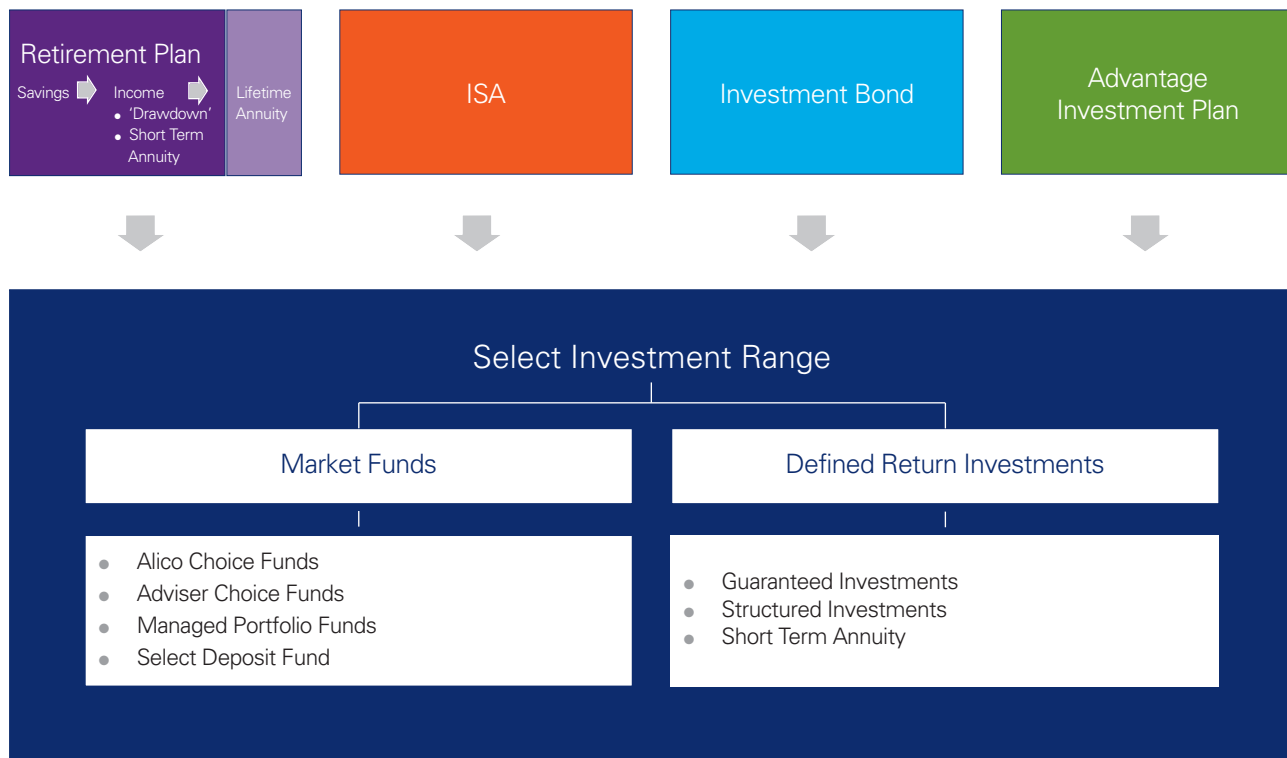 Retirement Plan
Savings
Income
• 'Drawdown'
• Short Term
Annuity
Lifetime
Annuity
ISA
Investment Bond
Advantage
Investment Plan
Select Investment Range
Market Funds
Defined Return Investments
• Alico Choice Funds
• Adviser Choice Funds
• Managed Portfolio Funds
• Select Deposit Fund
• Guaranteed Investments
• Structured Investments
• Short Term Annuity